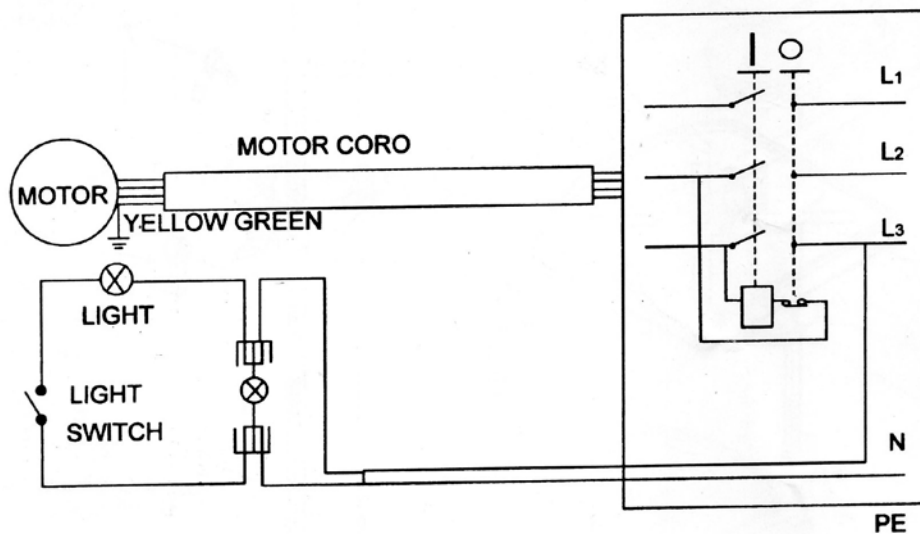 I O
L1
L2
MOTOR CORO
MOTOR
YELLOW GREEN
L3
LIGHT
LIGHT
SWITCH
N
PE